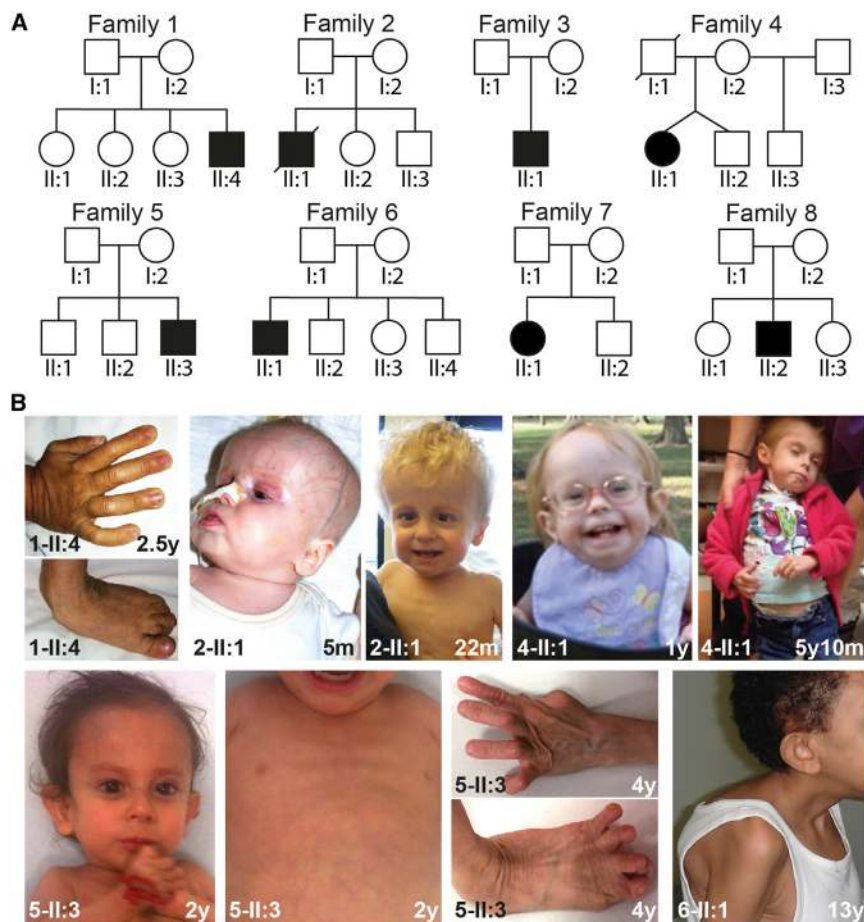 A
Family 1 Family 2 Family 3 Family 4
I:1 I:2 I:1 I:2 I:1 I:2 I:1 I:2 I:3
II:1 II:2 II:3 II:4 II:1 II:2 II:3 II:1 II:1 II:2 II:3
Family 5 Family 6 Family 7 Family 8
I:1 I:2 I:1 I:2 I:1 I:2 I:1 I:2
II:1 II:2 II:3 II:1 II:2 II:3 II:4 II:1 II:2 II:1 II:2 II:3
B
1-II:4 2.5y
1-II:4
2-II:1 5m
2-II:1 22m
4-II:1 1y
4-II:1 5y10m
5-II:3 2y
5-II:3 2y
5-II:3 4y
5-II:3 4y
6-II:1 13y